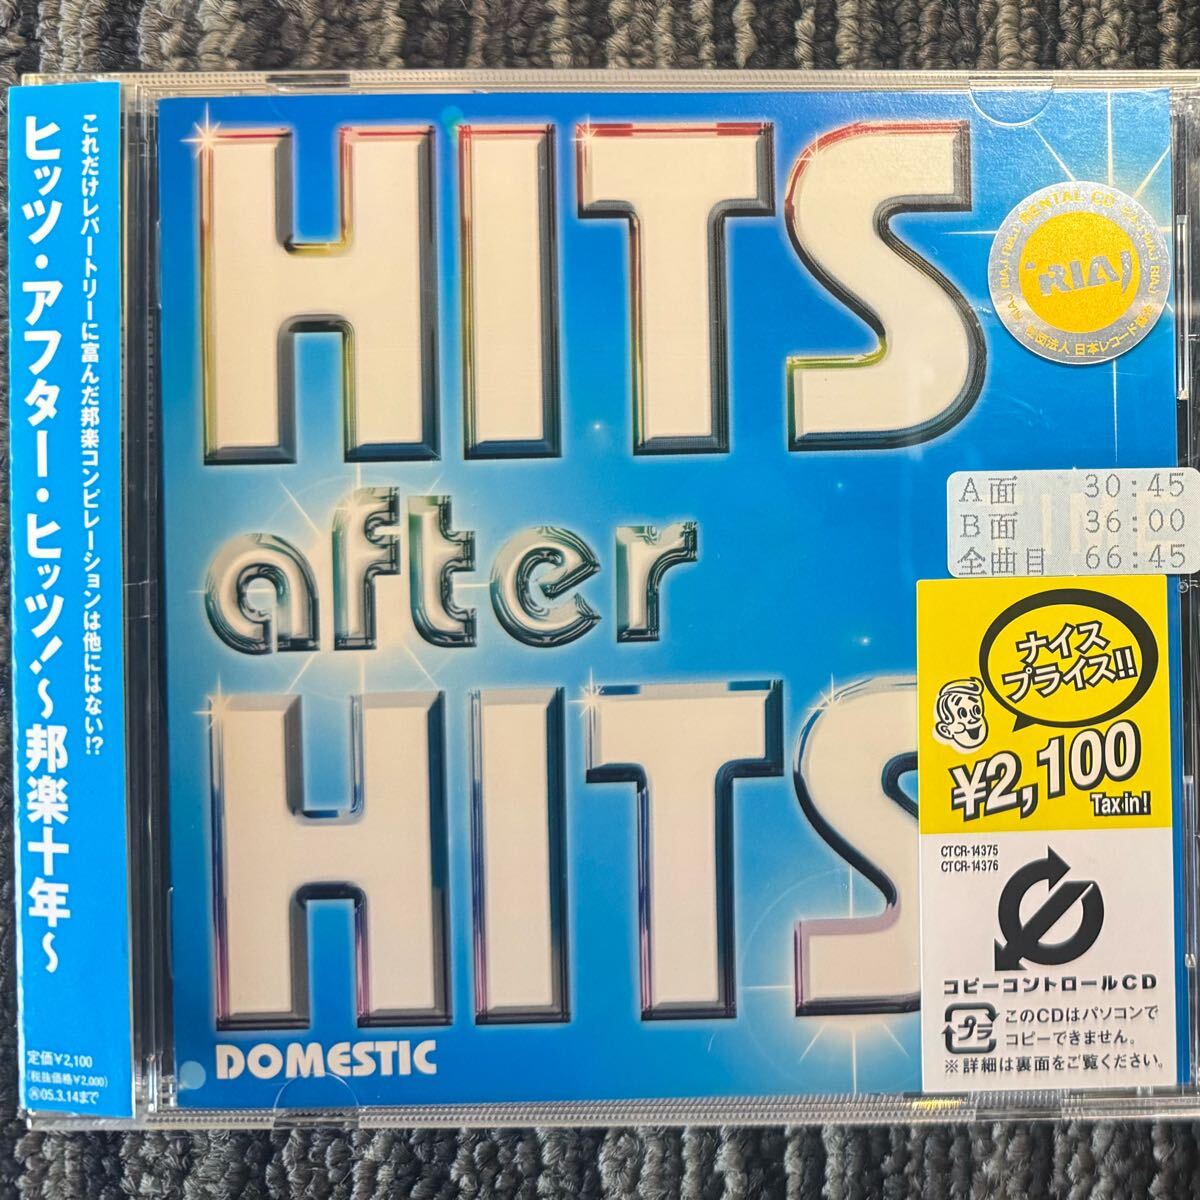 これだけレパートリーに富んだ邦楽コンピレーションは他にはない!?
ヒッツ・アフター・ヒッツ!〜邦楽十年〜
定価¥2,100
(税抜価格¥2,000)
05.3.14まで
HITS
after
HITS
DOMESTIC
RENTAL CD
RIAJ
日本レコード
A面 30:45
B面 36:00
全曲目 66:45
ナイス
プライス!!
¥2,100
Tax in!
CTCR-14375
CTCR-14376
コピーコントロールCD
プラ
このCDはパソコンで
コピーできません。
※詳細は裏面をご覧ください。